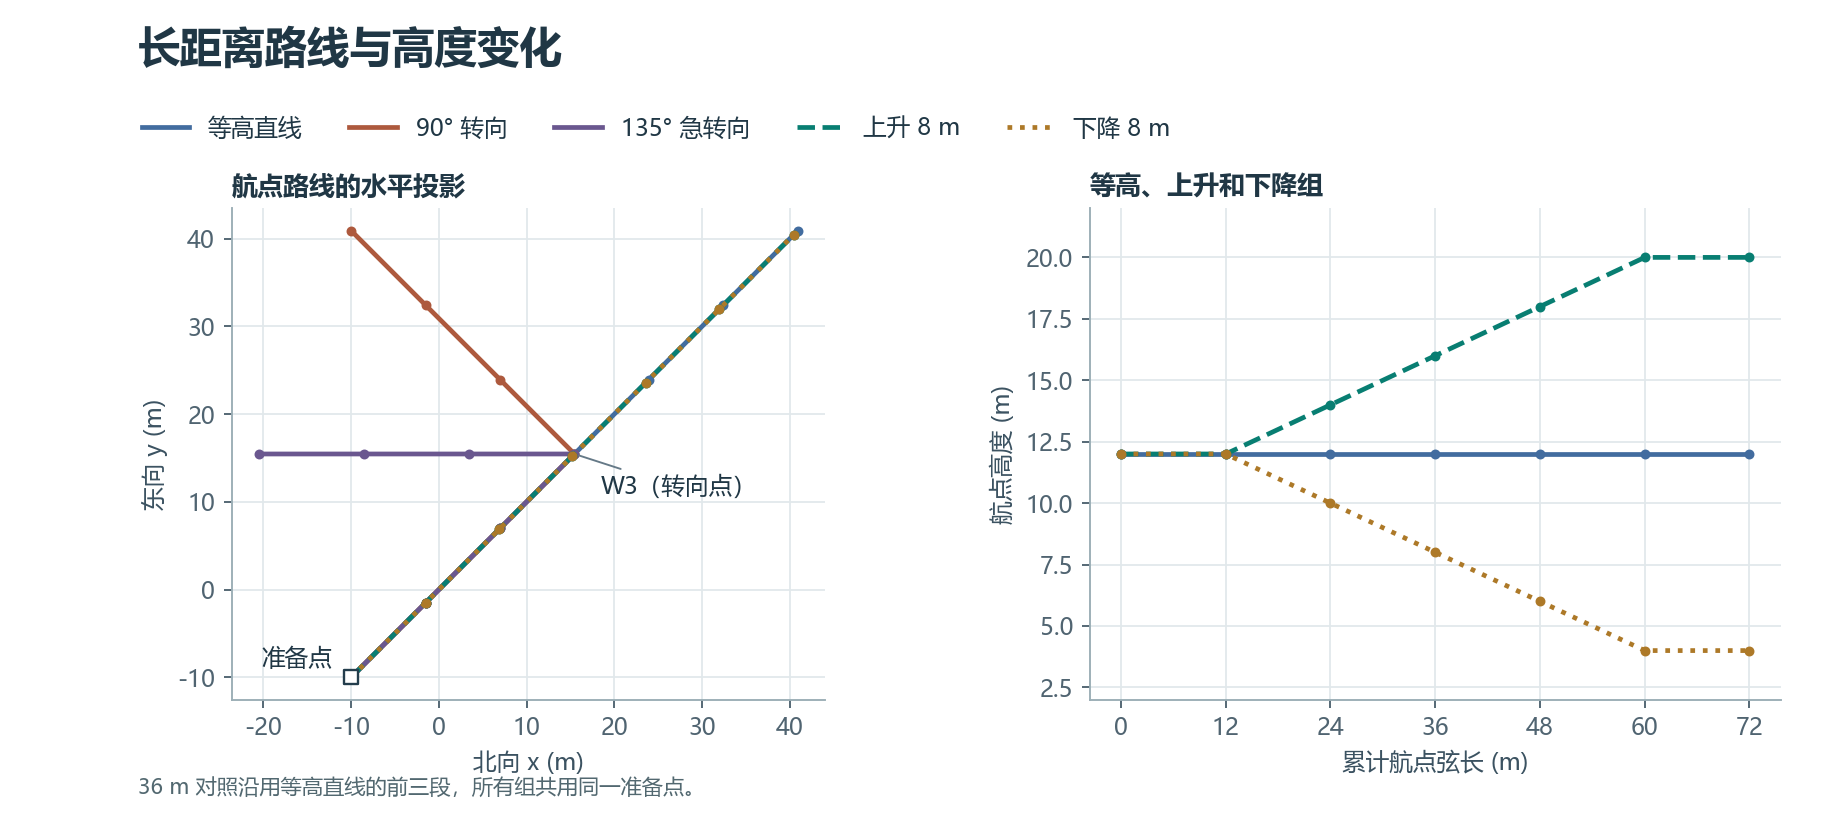 长距离路线与高度变化
等高直线 90° 转向 135° 急转向 上升 8 m 下降 8 m
航点路线的水平投影
40
30
20
10
0
-10
东向 y (m)
W3（转向点）
准备点
-20 -10 0 10 20 30 40
北向 x (m)
等高、上升和下降组
20.0
17.5
15.0
12.5
10.0
7.5
5.0
2.5
航点高度 (m)
0 12 24 36 48 60 72
累计航点弦长 (m)
36 m 对照沿用等高直线的前三段，所有组共用同一准备点。